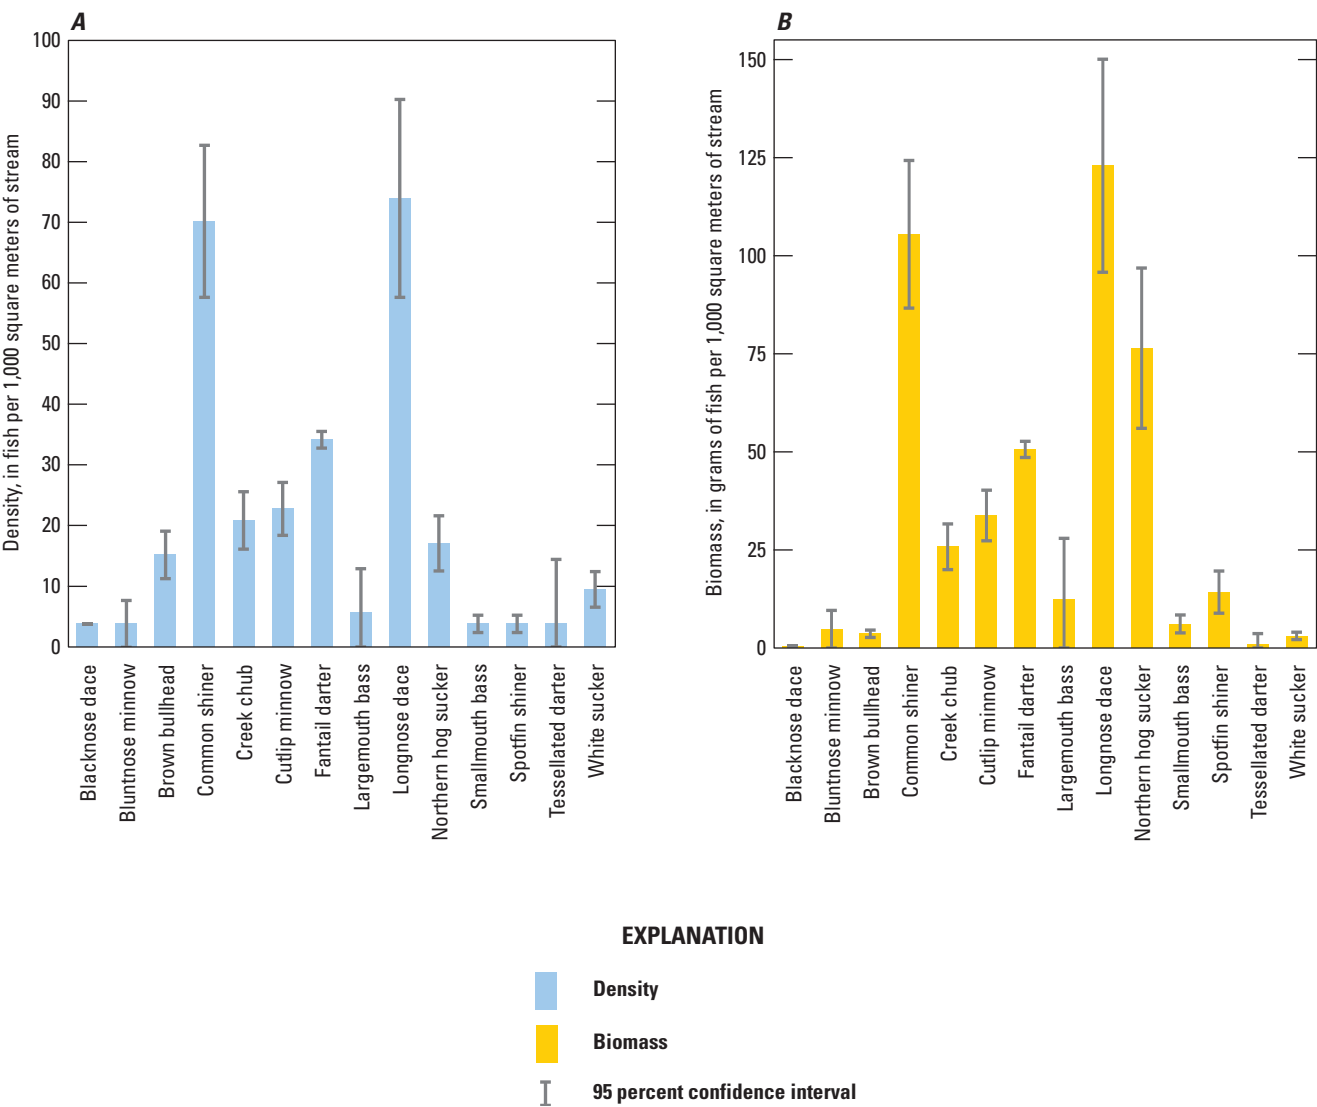 A
Density, in fish per 1,000 square meters of stream
100
90
80
70
60
50
40
30
20
10
0
Blacknose dace
Bluntnose minnow
Brown bullhead
Common shiner
Creek chub
Cutlip minnow
Fantail darter
Largemouth bass
Longnose dace
Northern hog sucker
Smallmouth bass
Spotfin shiner
Tessellated darter
White sucker
B
Biomass, in grams of fish per 1,000 square meters of stream
150
125
100
75
50
25
0
Blacknose dace
Bluntnose minnow
Brown bullhead
Common shiner
Creek chub
Cutlip minnow
Fantail darter
Largemouth bass
Longnose dace
Northern hog sucker
Smallmouth bass
Spotfin shiner
Tessellated darter
White sucker
EXPLANATION
Density
Biomass
95 percent confidence interval